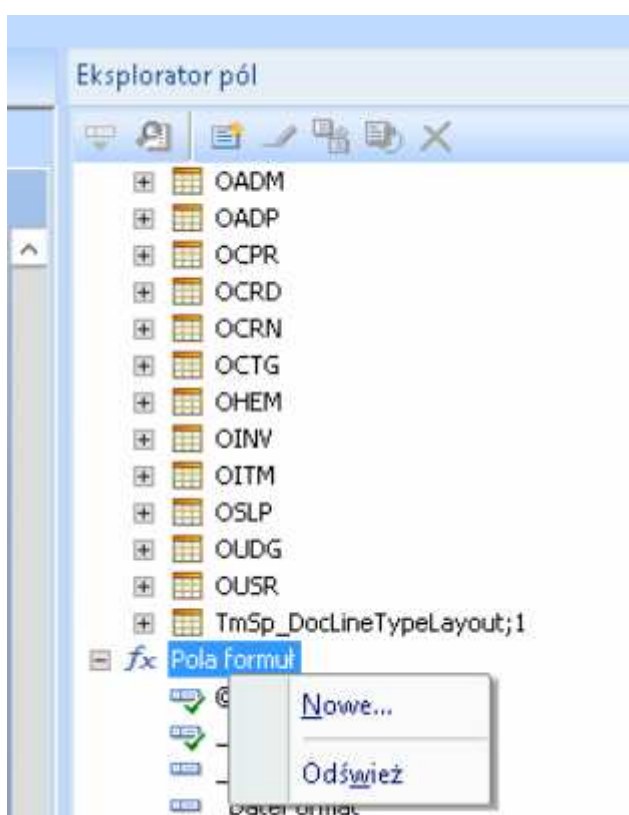 Eksplorator pól
OADM
OADP
OCPR
OCRD
OCRN
OCTG
OHEM
OINV
OITM
OSLP
OUDG
OUSR
TmSp_DocLineTypeLayout;1
fx Pola formuł
Nowe...
Odśwież